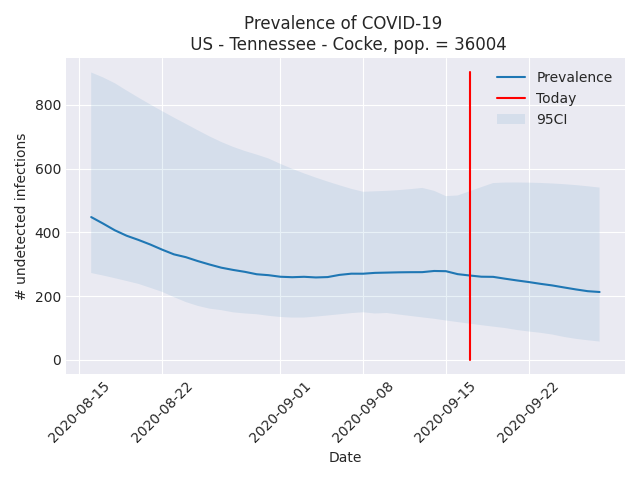 Prevalence of COVID-19
US - Tennessee - Cocke, pop. = 36004
Prevalence
Today
95CI
# undetected infections
800
600
400
200
0
2020-08-15
2020-08-22
2020-09-01
2020-09-08
2020-09-15
2020-09-22
Date